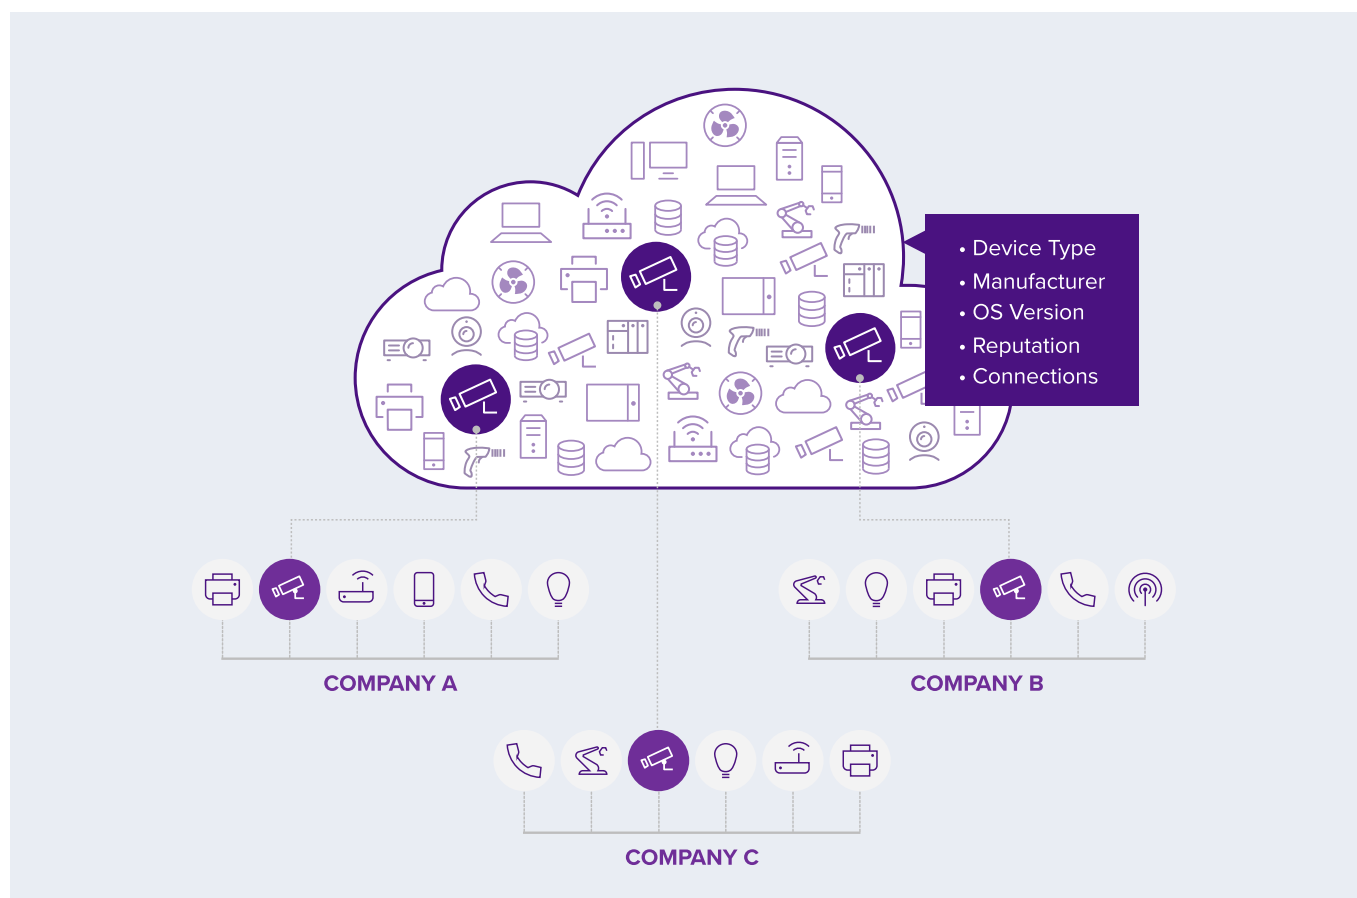 • Device Type
• Manufacturer
• OS Version
• Reputation
• Connections
COMPANY A
COMPANY B
COMPANY C